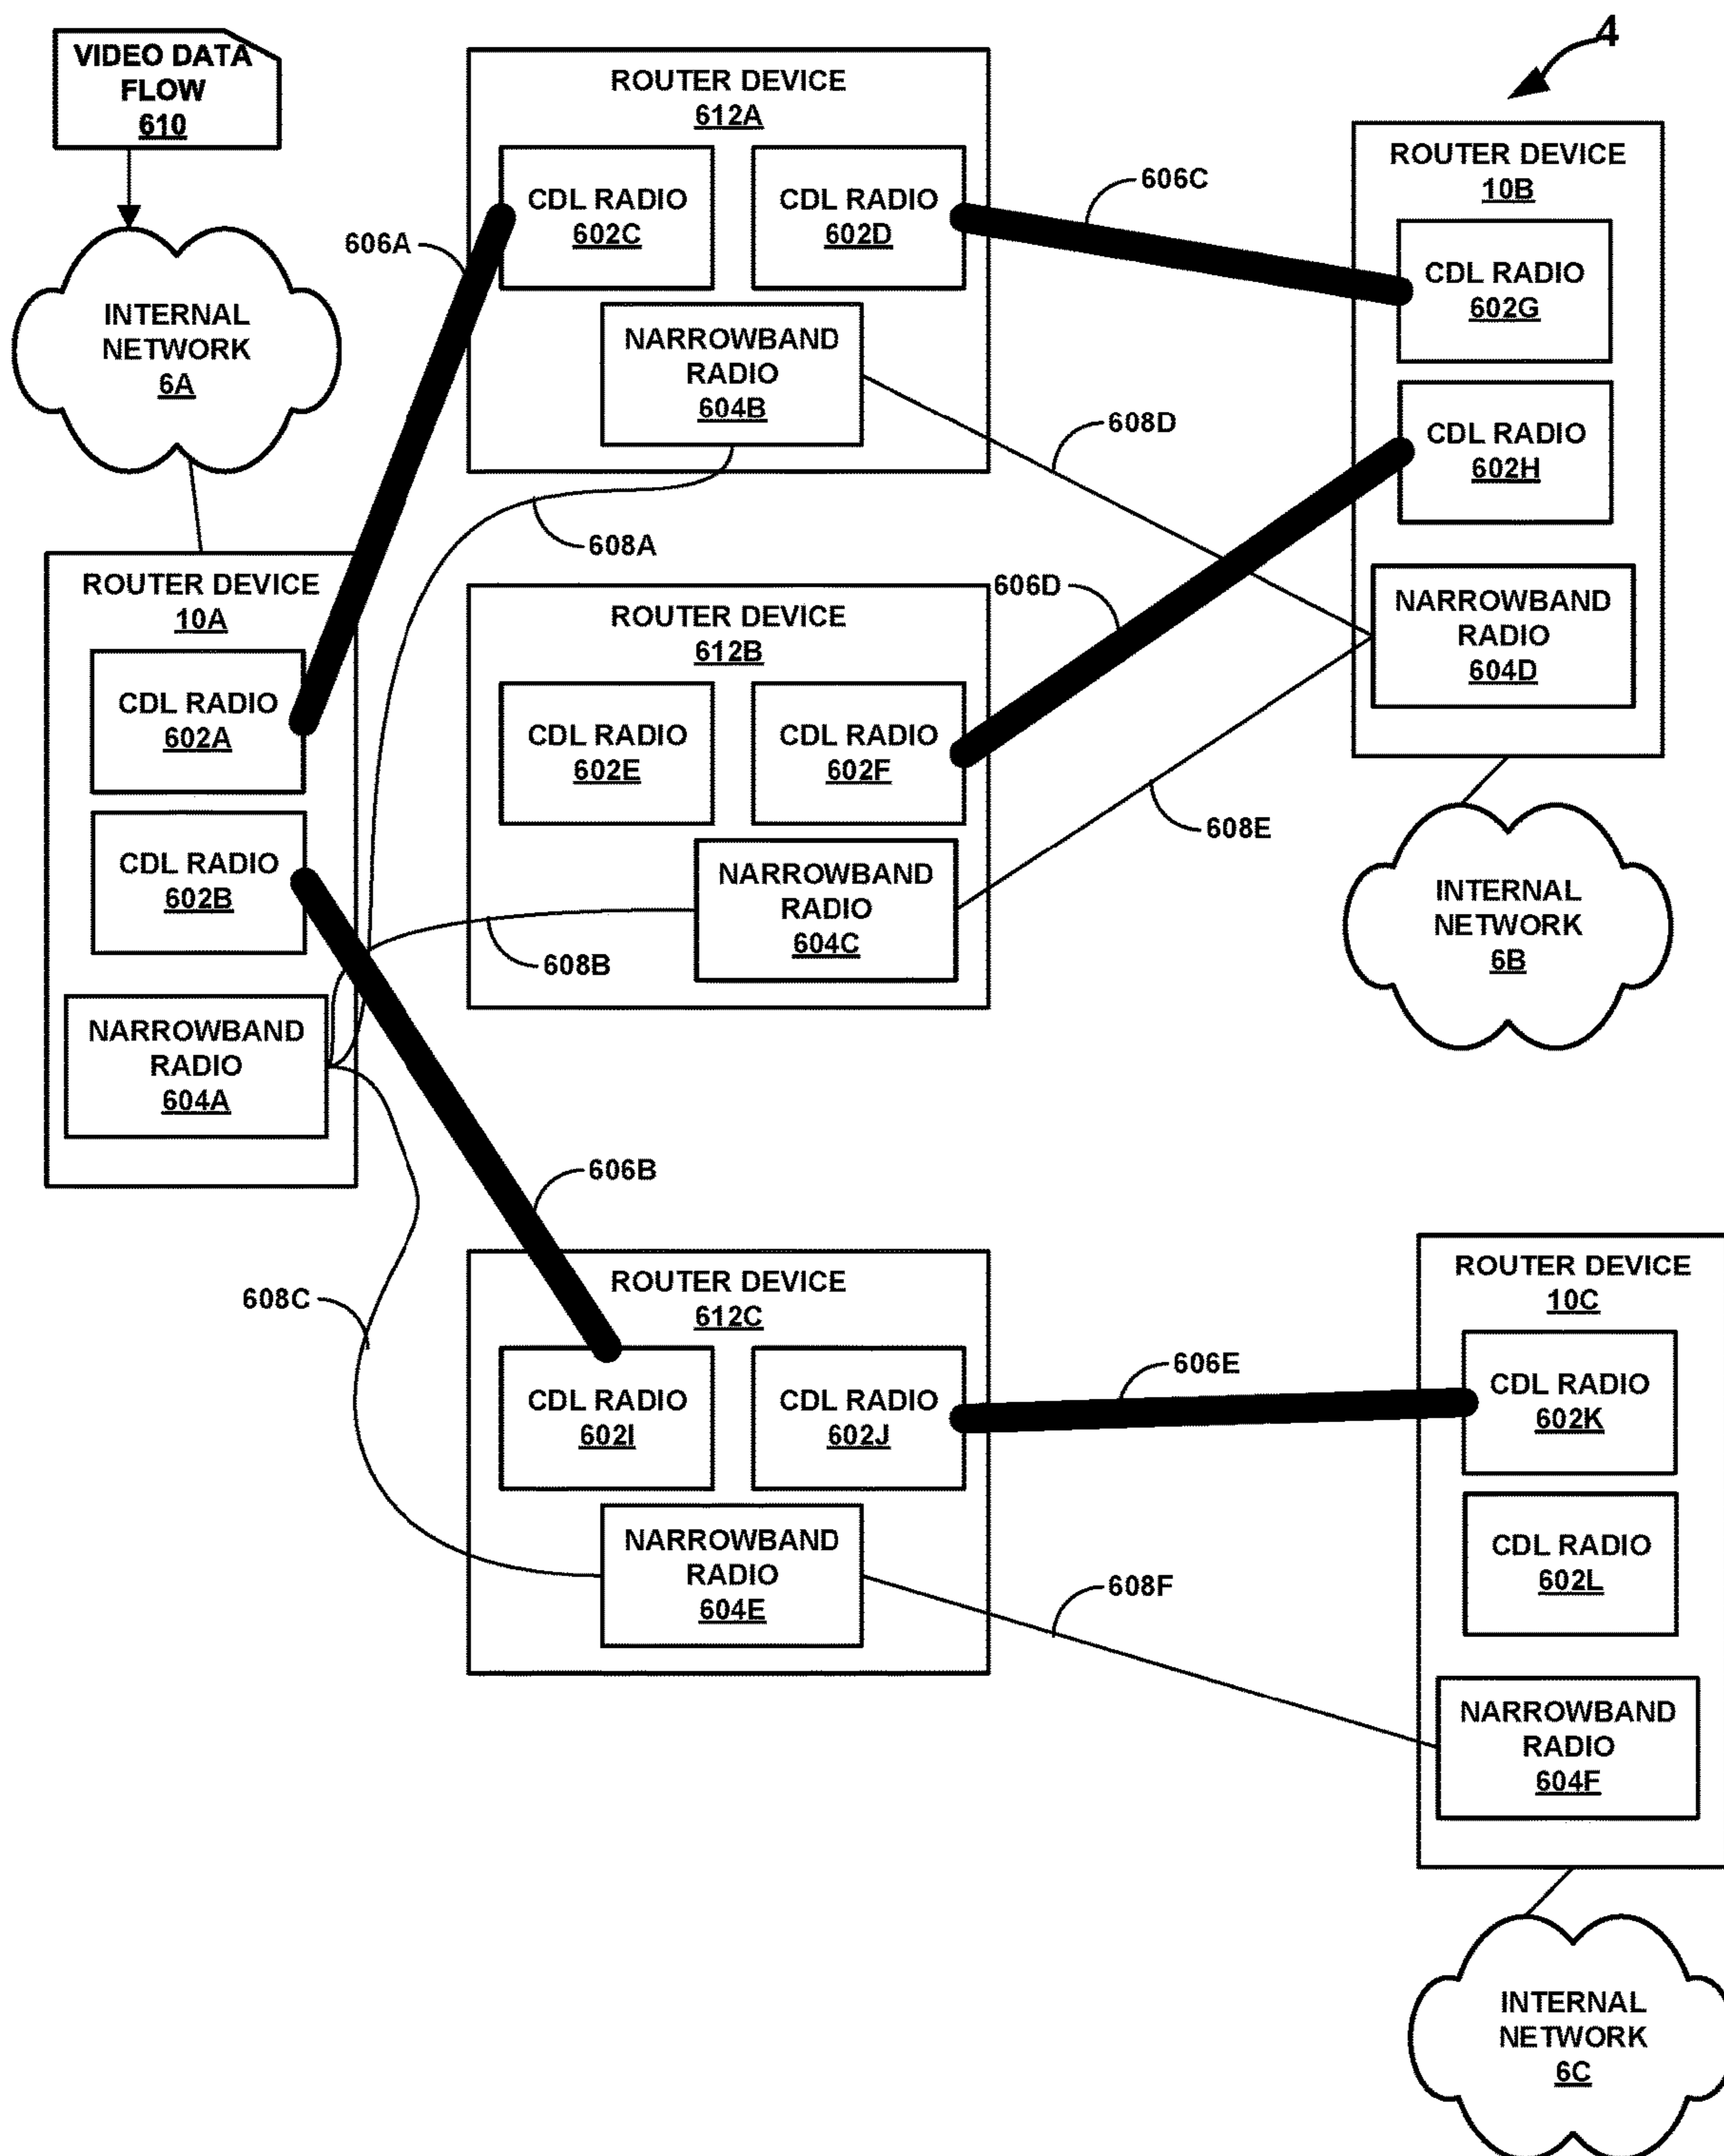 VIDEO DATA
FLOW
610
INTERNAL
NETWORK
6A
ROUTER DEVICE
10A
CDL RADIO
602A
CDL RADIO
602B
NARROWBAND
RADIO
604A
606A
ROUTER DEVICE
612A
CDL RADIO
602C
CDL RADIO
602D
NARROWBAND
RADIO
604B
608A
606C
608D
4
ROUTER DEVICE
10B
CDL RADIO
602G
CDL RADIO
602H
NARROWBAND
RADIO
604D
ROUTER DEVICE
612B
CDL RADIO
602E
CDL RADIO
602F
NARROWBAND
RADIO
604C
606D
608E
608B
INTERNAL
NETWORK
6B
606B
608C
ROUTER DEVICE
612C
CDL RADIO
602I
CDL RADIO
602J
NARROWBAND
RADIO
604E
606E
608F
ROUTER DEVICE
10C
CDL RADIO
602K
CDL RADIO
602L
NARROWBAND
RADIO
604F
INTERNAL
NETWORK
6C